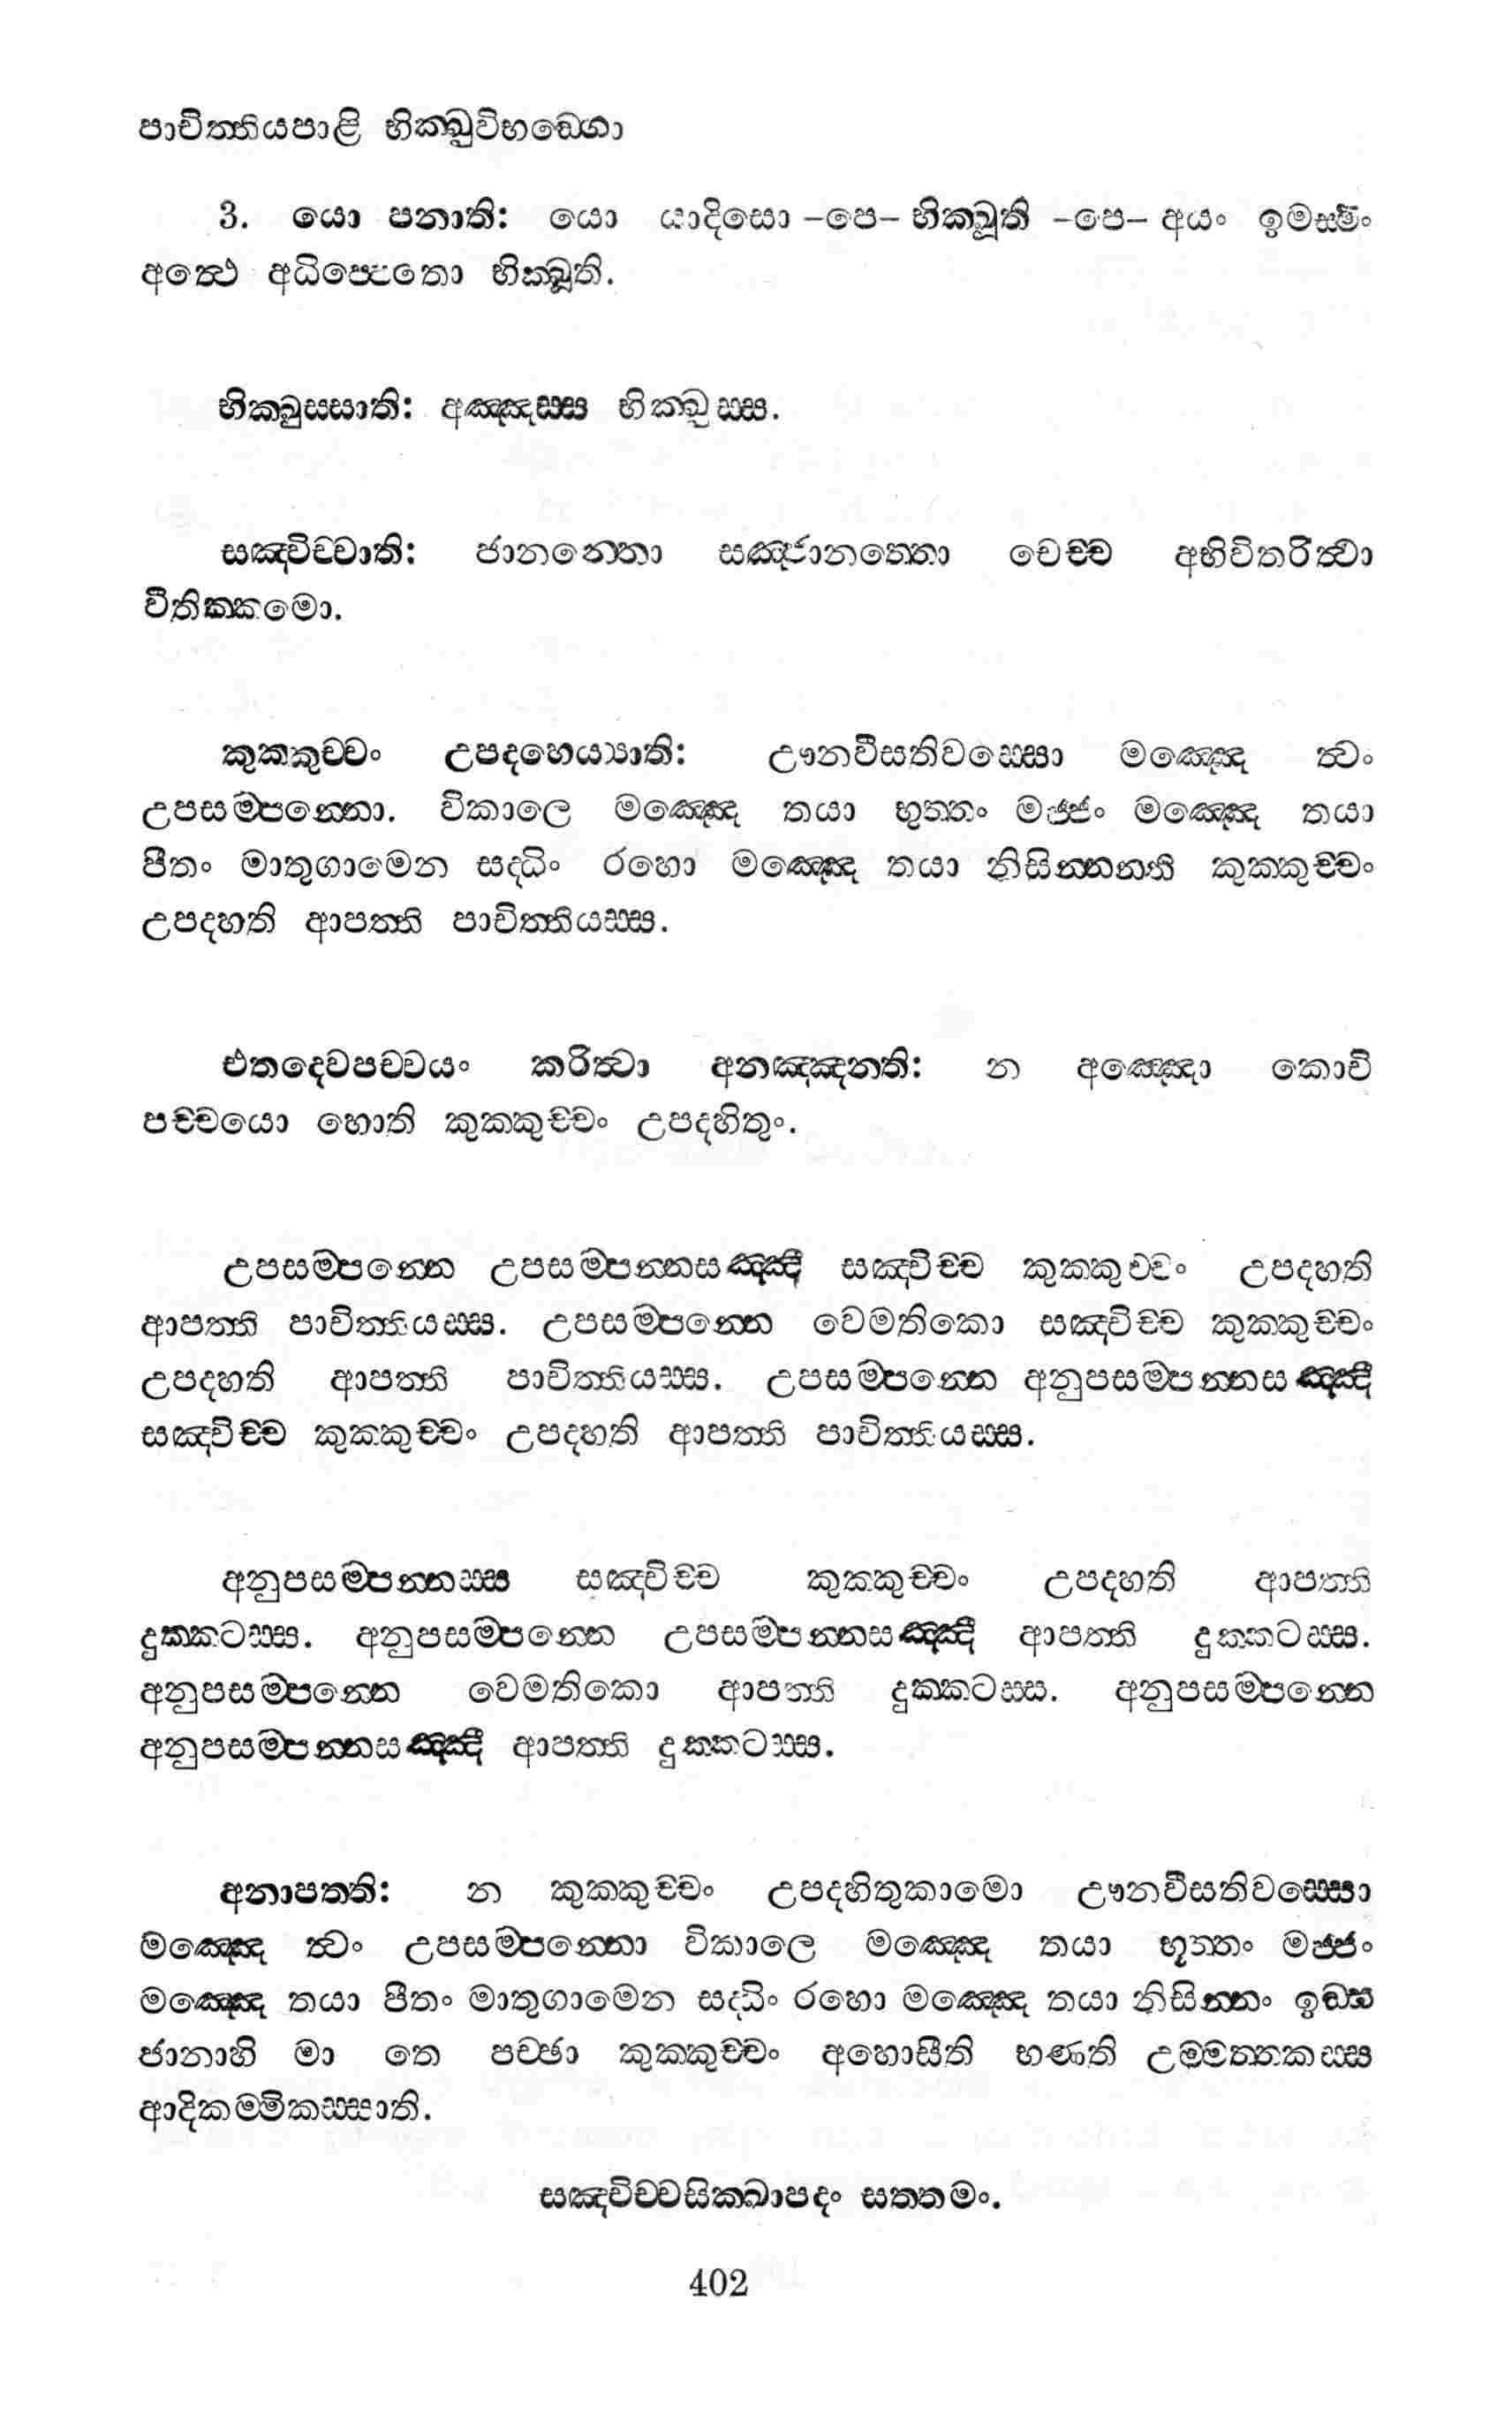 පාචිත්තියපාළි භික්ඛුවිභඞ්ගො
3. යො පනාති: යො යාදිසො –පෙ– භික්ඛූති –පෙ– අයං ඉමස්මිං
අත්ථෙ අධිප්පෙතො භික්ඛූති.
භික්ඛුස්සාති: අඤ්ඤස්ස භික්ඛුස්ස.
සඤ්චිච්චාති: ජානන්තො සඤ්ජානන්තො චෙච්ච අභිවිතරිත්වා
වීතික්කමො.
කුක්කුච්චං උපදහෙය්‍යාති: ඌනවීසතිවස්සො මඤ්ඤෙ ත්වං
උපසම්පන්නො. විකාලෙ මඤ්ඤෙ තයා භුත්තං මජ්ජං මඤ්ඤෙ තයා
පීතං මාතුගාමෙන සද්ධිං රහො මඤ්ඤෙ තයා නිසින්නන්ති කුක්කුච්චං
උපදහති ආපත්ති පාචිත්තියස්ස.
එතදෙවපච්චයං කරිත්වා අනඤ්ඤන්ති: න අඤ්ඤො කොචි
පච්චයො හොති කුක්කුච්චං උපදහිතුං.
උපසම්පන්නෙ උපසම්පන්නසඤ්ඤී සඤ්චිච්ච කුක්කුච්චං උපදහති
ආපත්ති පාචිත්තියස්ස. උපසම්පන්නෙ වෙමතිකො සඤ්චිච්ච කුක්කුච්චං
උපදහති ආපත්ති පාචිත්තියස්ස. උපසම්පන්නෙ අනුපසම්පන්නසඤ්ඤී
සඤ්චිච්ච කුක්කුච්චං උපදහති ආපත්ති පාචිත්තියස්ස.
අනුපසම්පන්නස්ස සඤ්චිච්ච කුක්කුච්චං උපදහති ආපත්ති
දුක්කටස්ස. අනුපසම්පන්නෙ උපසම්පන්නසඤ්ඤී ආපත්ති දුක්කටස්ස.
අනුපසම්පන්නෙ වෙමතිකො ආපත්ති දුක්කටස්ස. අනුපසම්පන්නෙ
අනුපසම්පන්නසඤ්ඤී ආපත්ති දුක්කටස්ස.
අනාපත්ති: න කුක්කුච්චං උපදහිතුකාමො ඌනවීසතිවස්සො
මඤ්ඤෙ ත්වං උපසම්පන්නො විකාලෙ මඤ්ඤෙ තයා භූත්තං මජ්ජං
මඤ්ඤෙ තයා පීතං මාතුගාමෙන සද්ධිං රහො මඤ්ඤෙ තයා නිසින්නං ඉඞ්ඝ
ජානාහි මා තෙ පච්ඡා කුක්කුච්චං අහොසීති භණති උම්මත්තකස්ස
ආදිකම්මිකස්සාති.
සඤ්චිච්චසික්ඛාපදං සත්තමං.
402